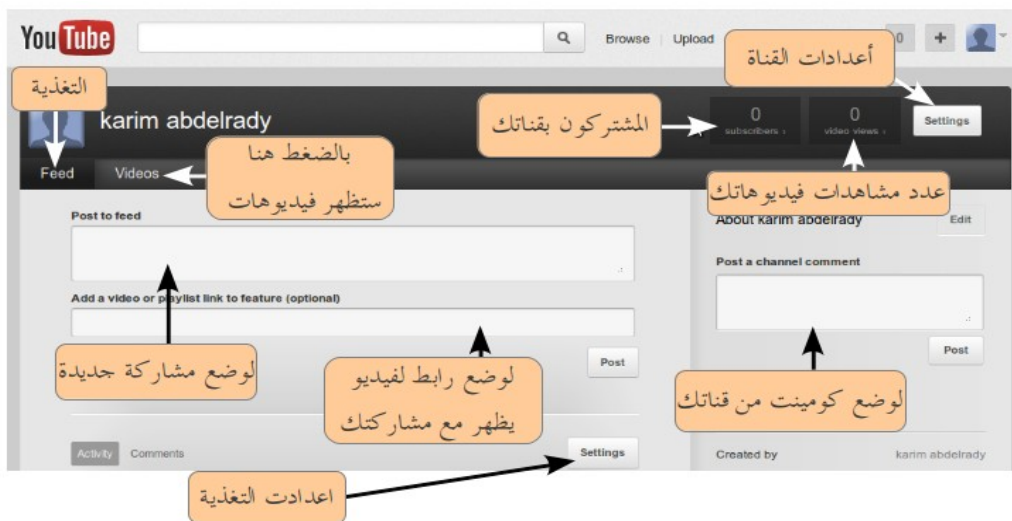 YouTube
Browse
Upload
0
+
أعدادات القناة
التغذية
karim abdelrady
المشتركون بقناتك
0
subscribers ›
0
video views ›
Settings
Feed
Videos
بالضغط هنا
ستظهر فيديوهات
عدد مشاهدات فيديوهاتك
Post to feed
About karim abdelrady
Edit
Post a channel comment
Add a video or playlist link to feature (optional)
لوضع مشاركة جديدة
لوضع رابط لفيديو
يظهر مع مشاركتك
Post
Post
لوضع كومينت من قناتك
Activity
Comments
Settings
Created by
karim abdelrady
اعدادت التغذية